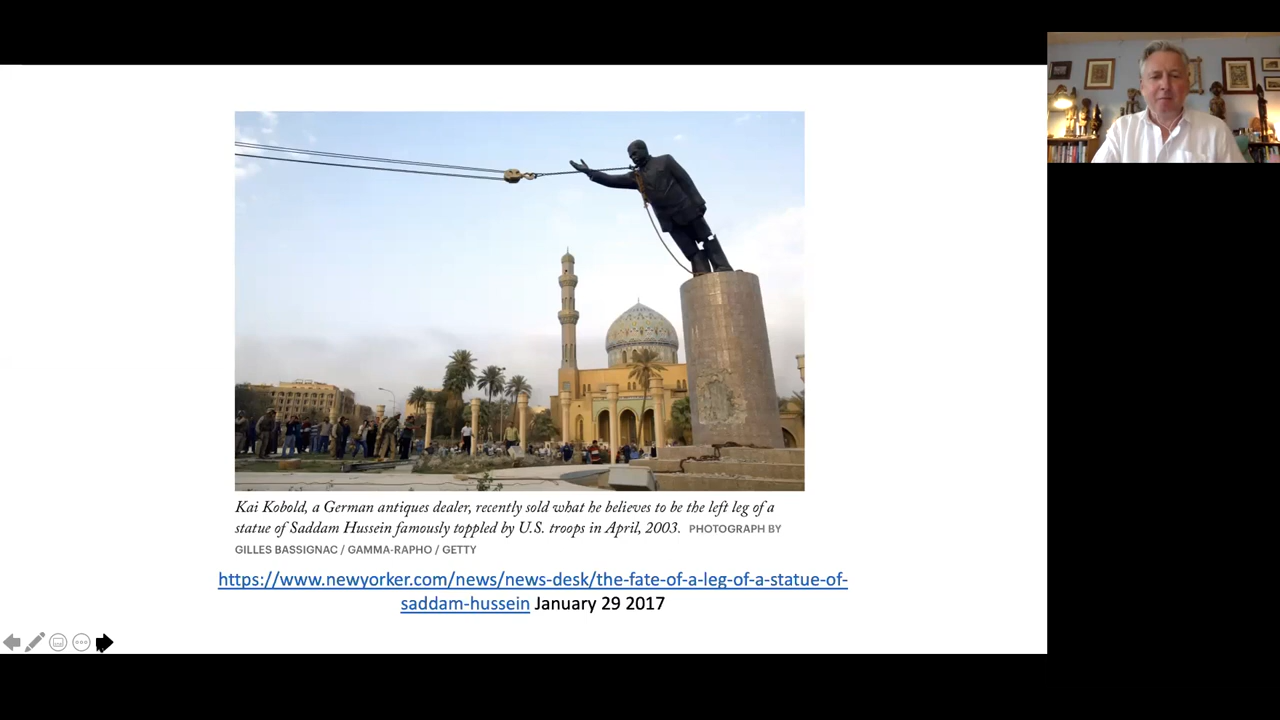 Kai Kobold, a German antiques dealer, recently sold what he believes to be the left leg of a
statue of Saddam Hussein famously toppled by U.S. troops in April, 2003. PHOTOGRAPH BY
GILLES BASSIGNAC / GAMMA-RAPHO / GETTY
https://www.newyorker.com/news/news-desk/the-fate-of-a-leg-of-a-statue-of-
saddam-hussein January 29 2017